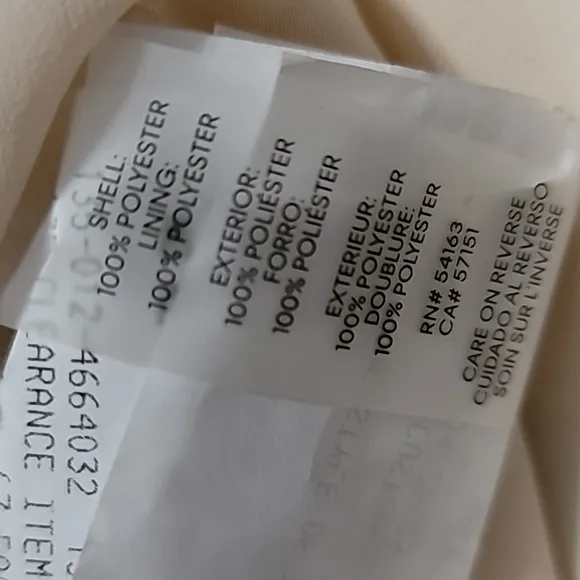 SHELL:
100% POLYESTER
LINING:
100% POLYESTER
EXTERIOR:
100% POLIÉSTER
FORRO:
100% POLIÉSTER
EXTERIEUR:
100% POLYESTER
DOUBLURE:
100% POLYESTER
RN# 54163
CA# 57151
CARE ON REVERSE
CUIDADO AL REVERSO
SOIN SUR L'INVERSE
4664032
ITEM